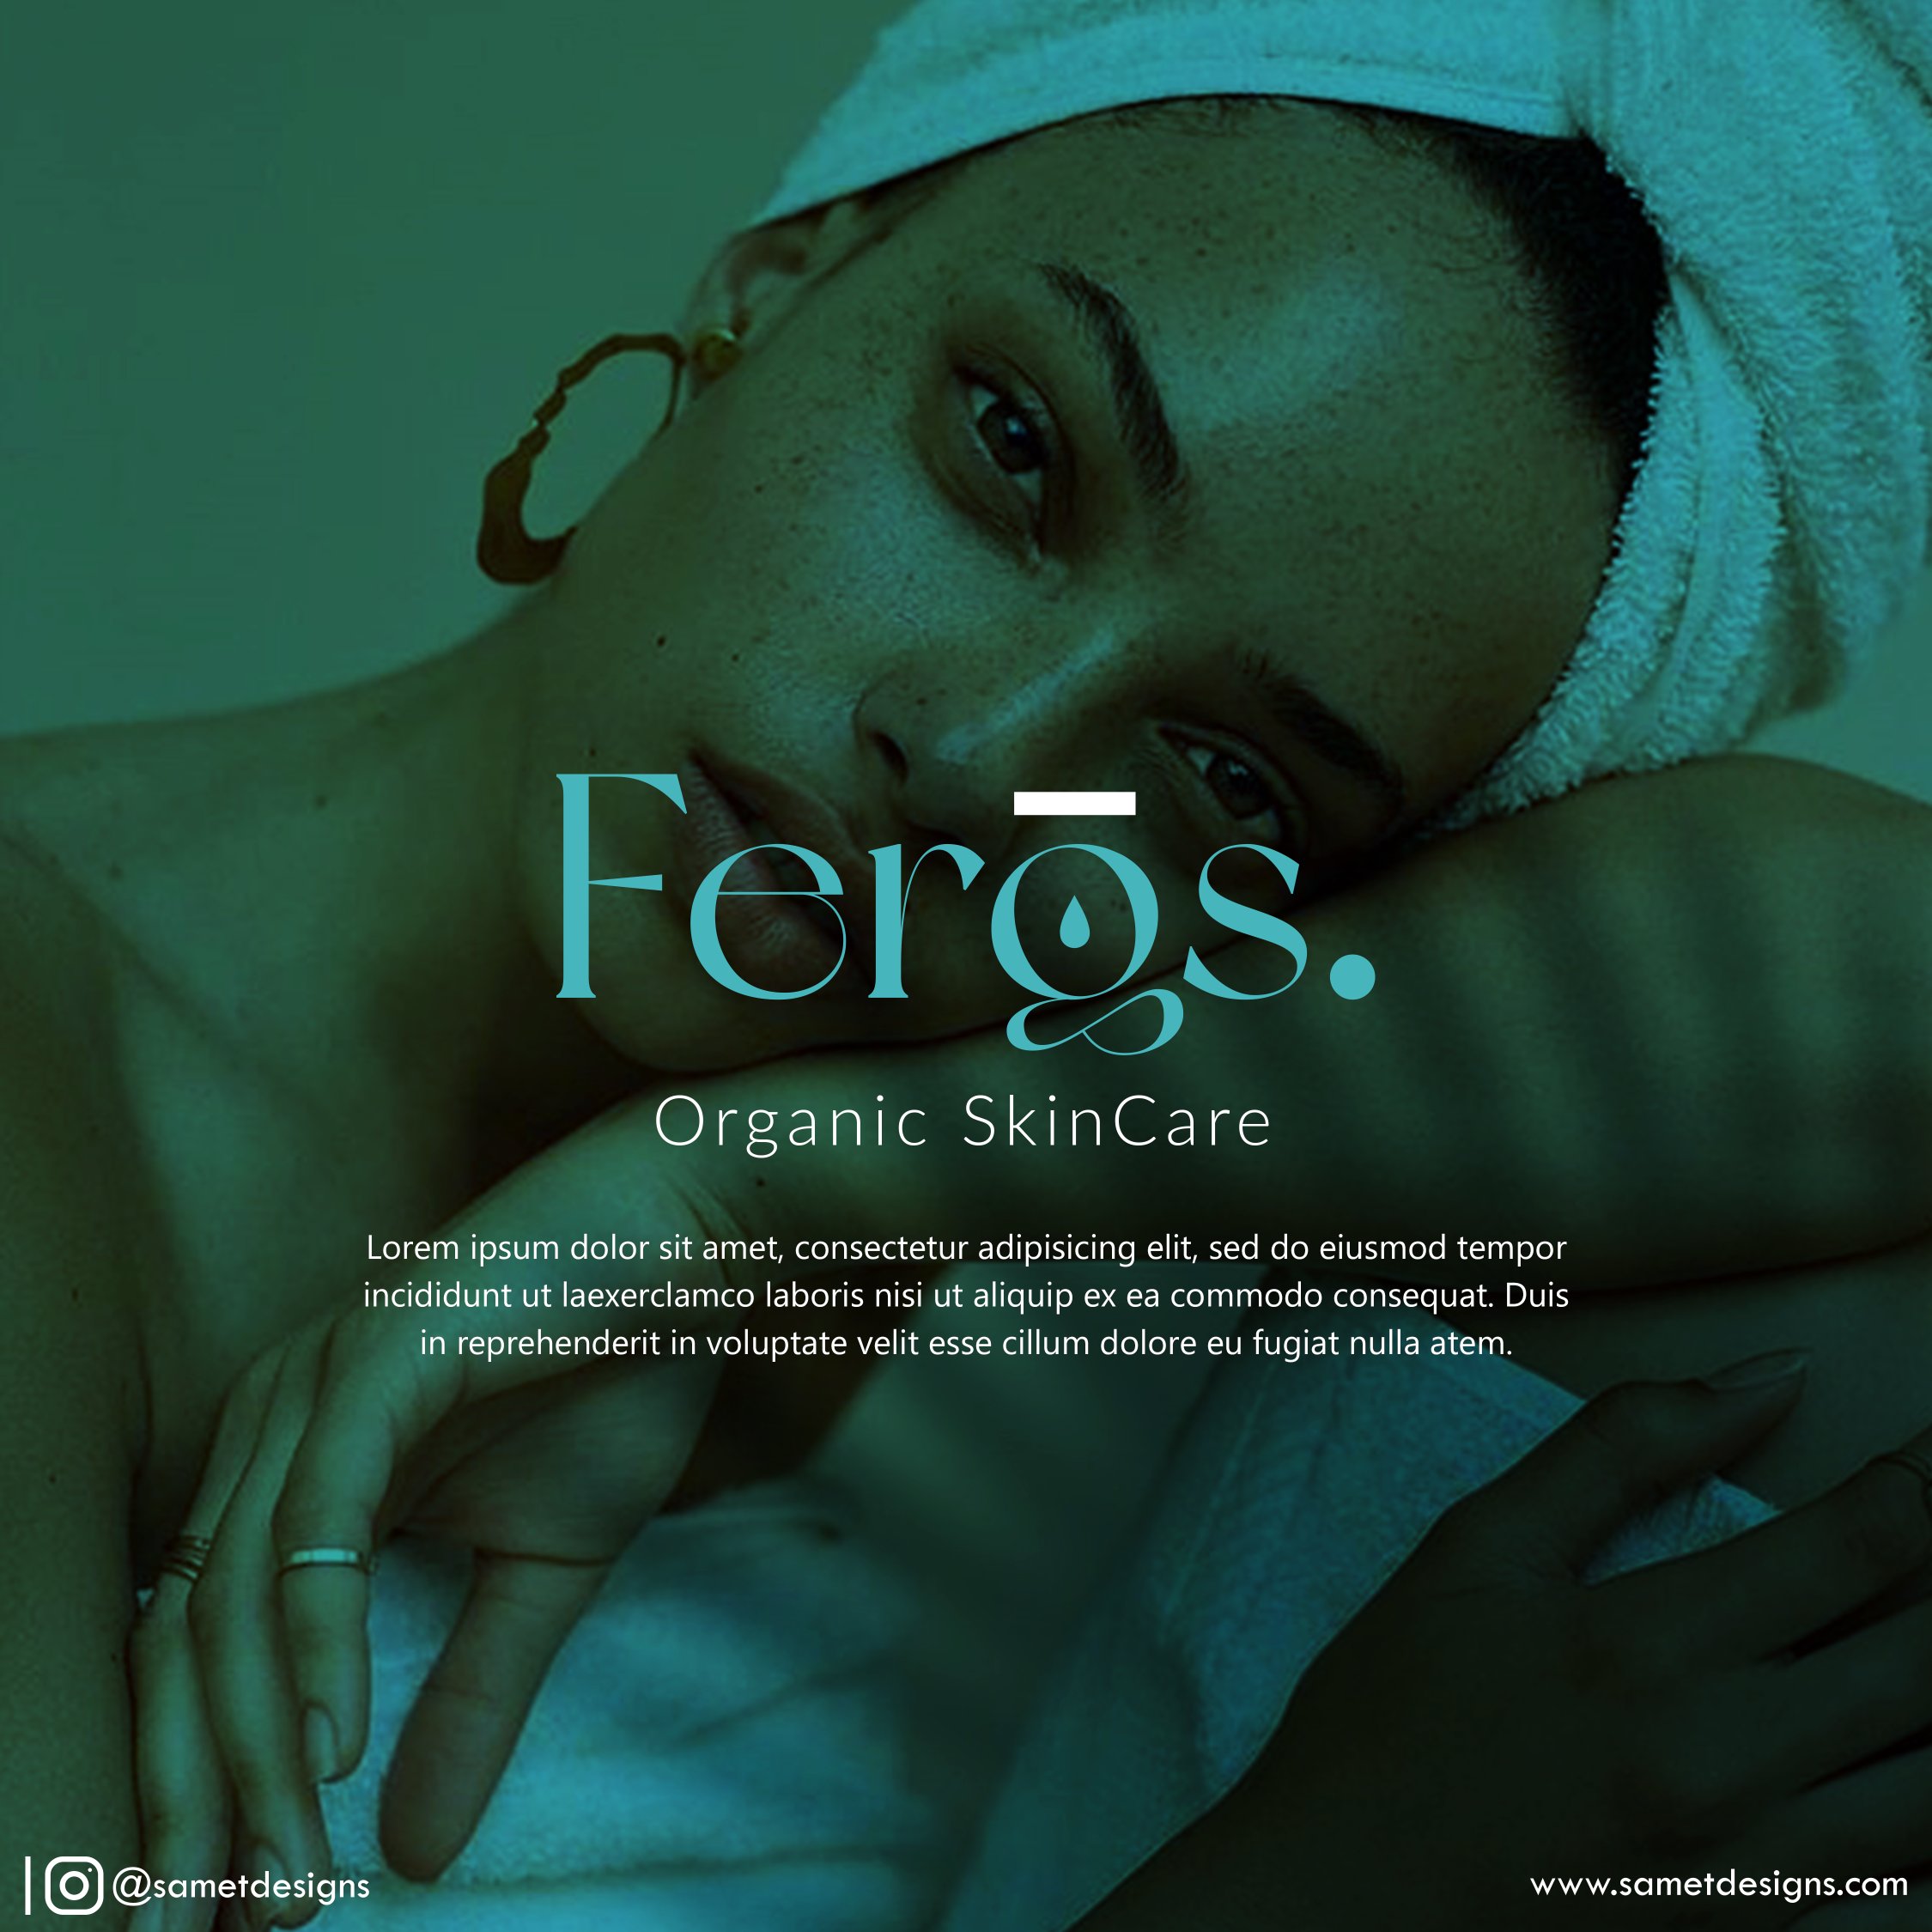 Ferōs.
Organic SkinCare
Lorem ipsum dolor sit amet, consectetur adipisicing elit, sed do eiusmod tempor
incididunt ut laexerclamco laboris nisi ut aliquip ex ea commodo consequat. Duis
in reprehenderit in voluptate velit esse cillum dolore eu fugiat nulla atem.
@sametdesigns
www.sametdesigns.com